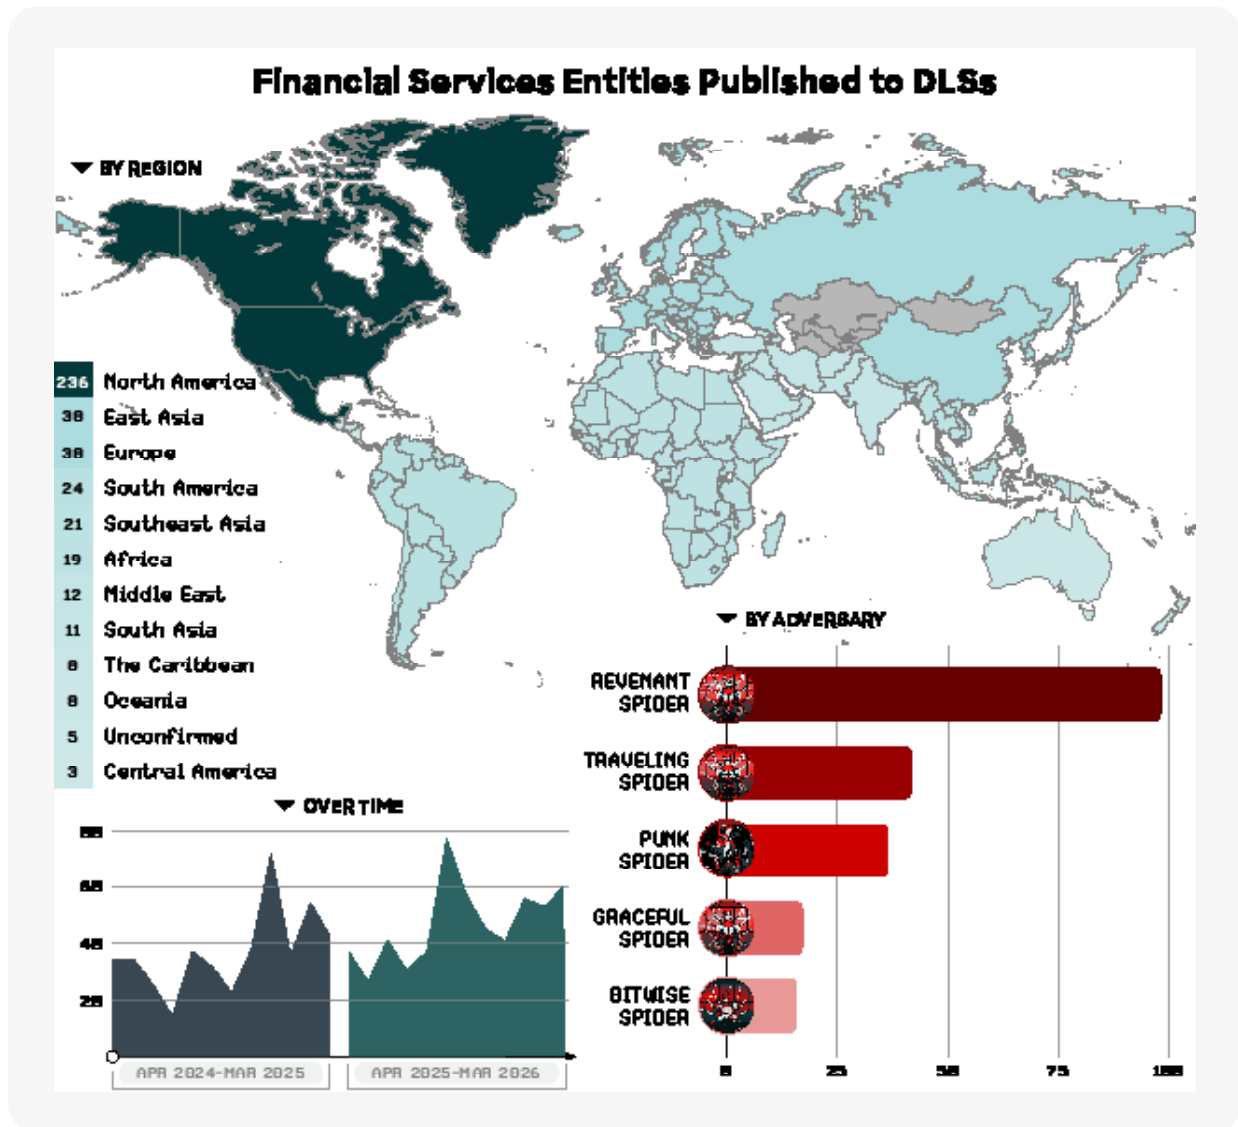 Financial Services Entities Published to DLSs
BY REGION
236 North America
38 East Asia
38 Europe
24 South America
21 Southeast Asia
19 Africa
12 Middle East
11 South Asia
8 The Caribbean
8 Oceania
5 Unconfirmed
3 Central America
BY ADVERSARY
REVENANT
SPIDER
TRAVELING
SPIDER
PUNK
SPIDER
GRACEFUL
SPIDER
BITWISE
SPIDER
0 25 50 75 100
OVER TIME
80
60
40
20
APR 2024-MAR 2025 APR 2025-MAR 2026